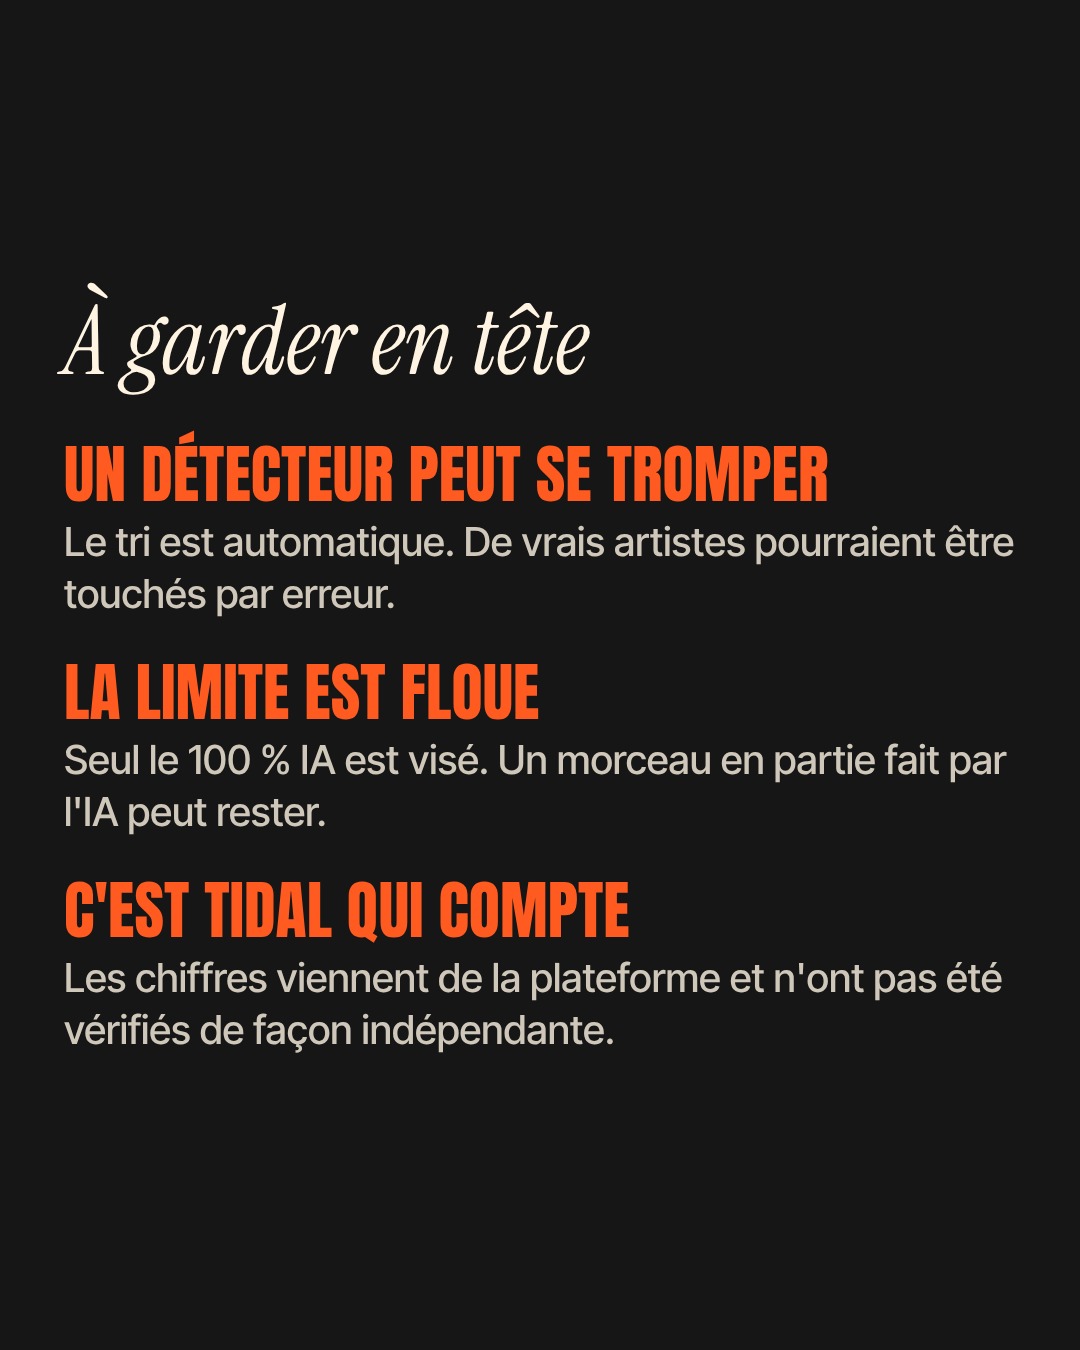 À garder en tête
UN DÉTECTEUR PEUT SE TROMPER
Le tri est automatique. De vrais artistes pourraient être
touchés par erreur.
LA LIMITE EST FLOUE
Seul le 100 % IA est visé. Un morceau en partie fait par
l'IA peut rester.
C'EST TIDAL QUI COMPTE
Les chiffres viennent de la plateforme et n'ont pas été
vérifiés de façon indépendante.